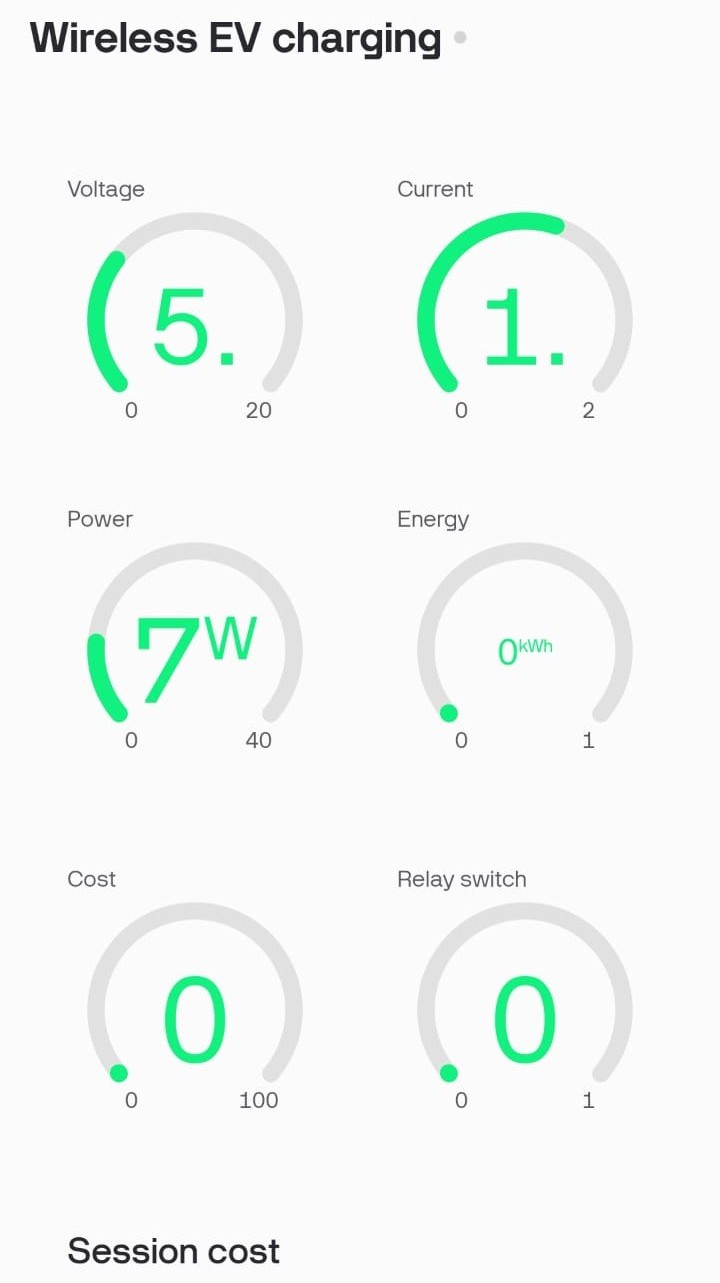 Wireless EV charging
Voltage Current
5. 1.
0 20 0 2
Power Energy
7W 0kWh
0 40 0 1
Cost Relay switch
0 0
0 100 0 1
Session cost